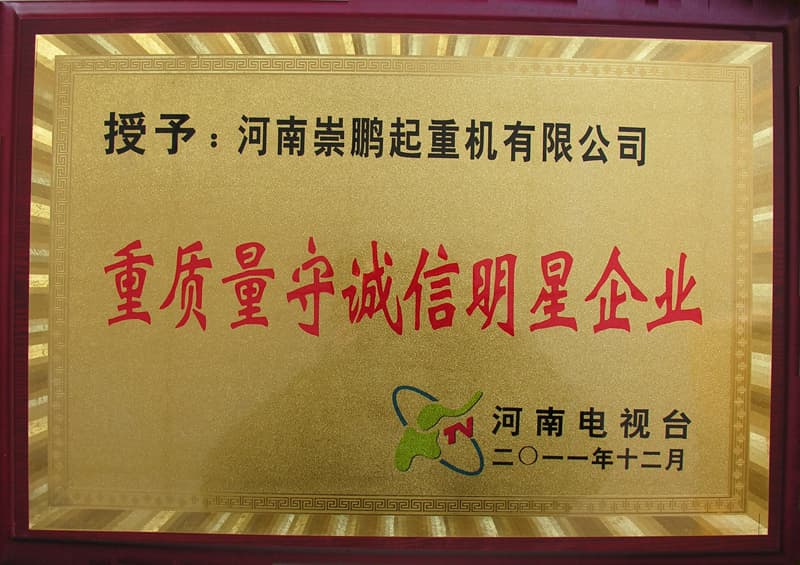 授予：河南崇鹏起重机有限公司
重质量守诚信明星企业
河南电视台
二〇一一年十二月